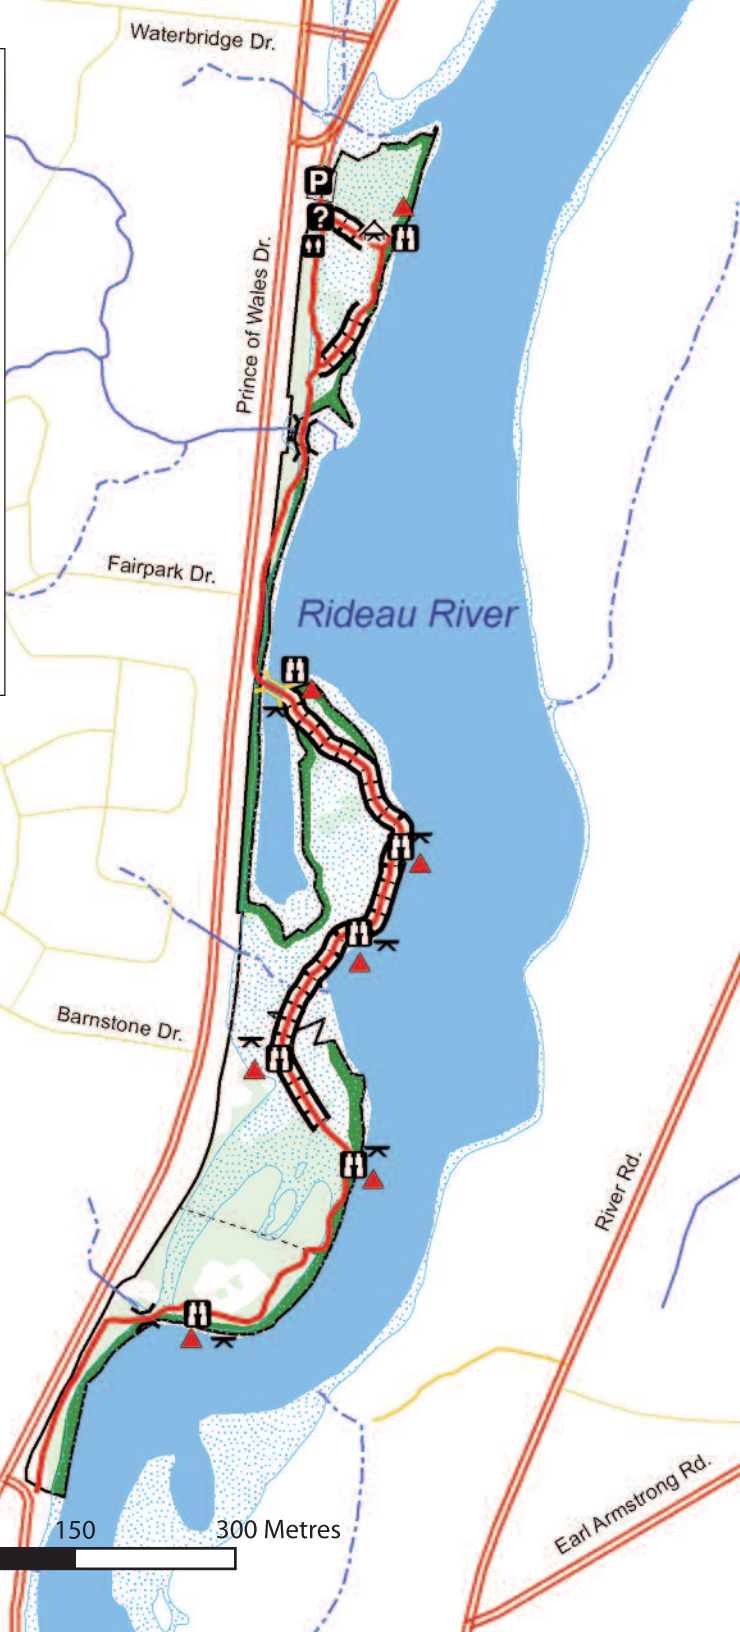 Waterbridge Dr.
P
?
Prince of Wales Dr.
Fairpark Dr.
Rideau River
Barnstone Dr.
River Rd.
Earl Armstrong Rd.
150 300 Metres